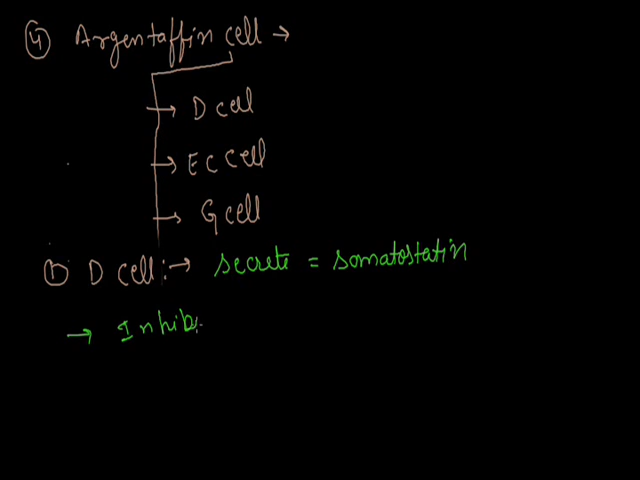 ④ Argentaffin cell →
→ D cell
→ EC cell
→ G cell
① D cell :→ secrete = somatostatin
→ Inhib